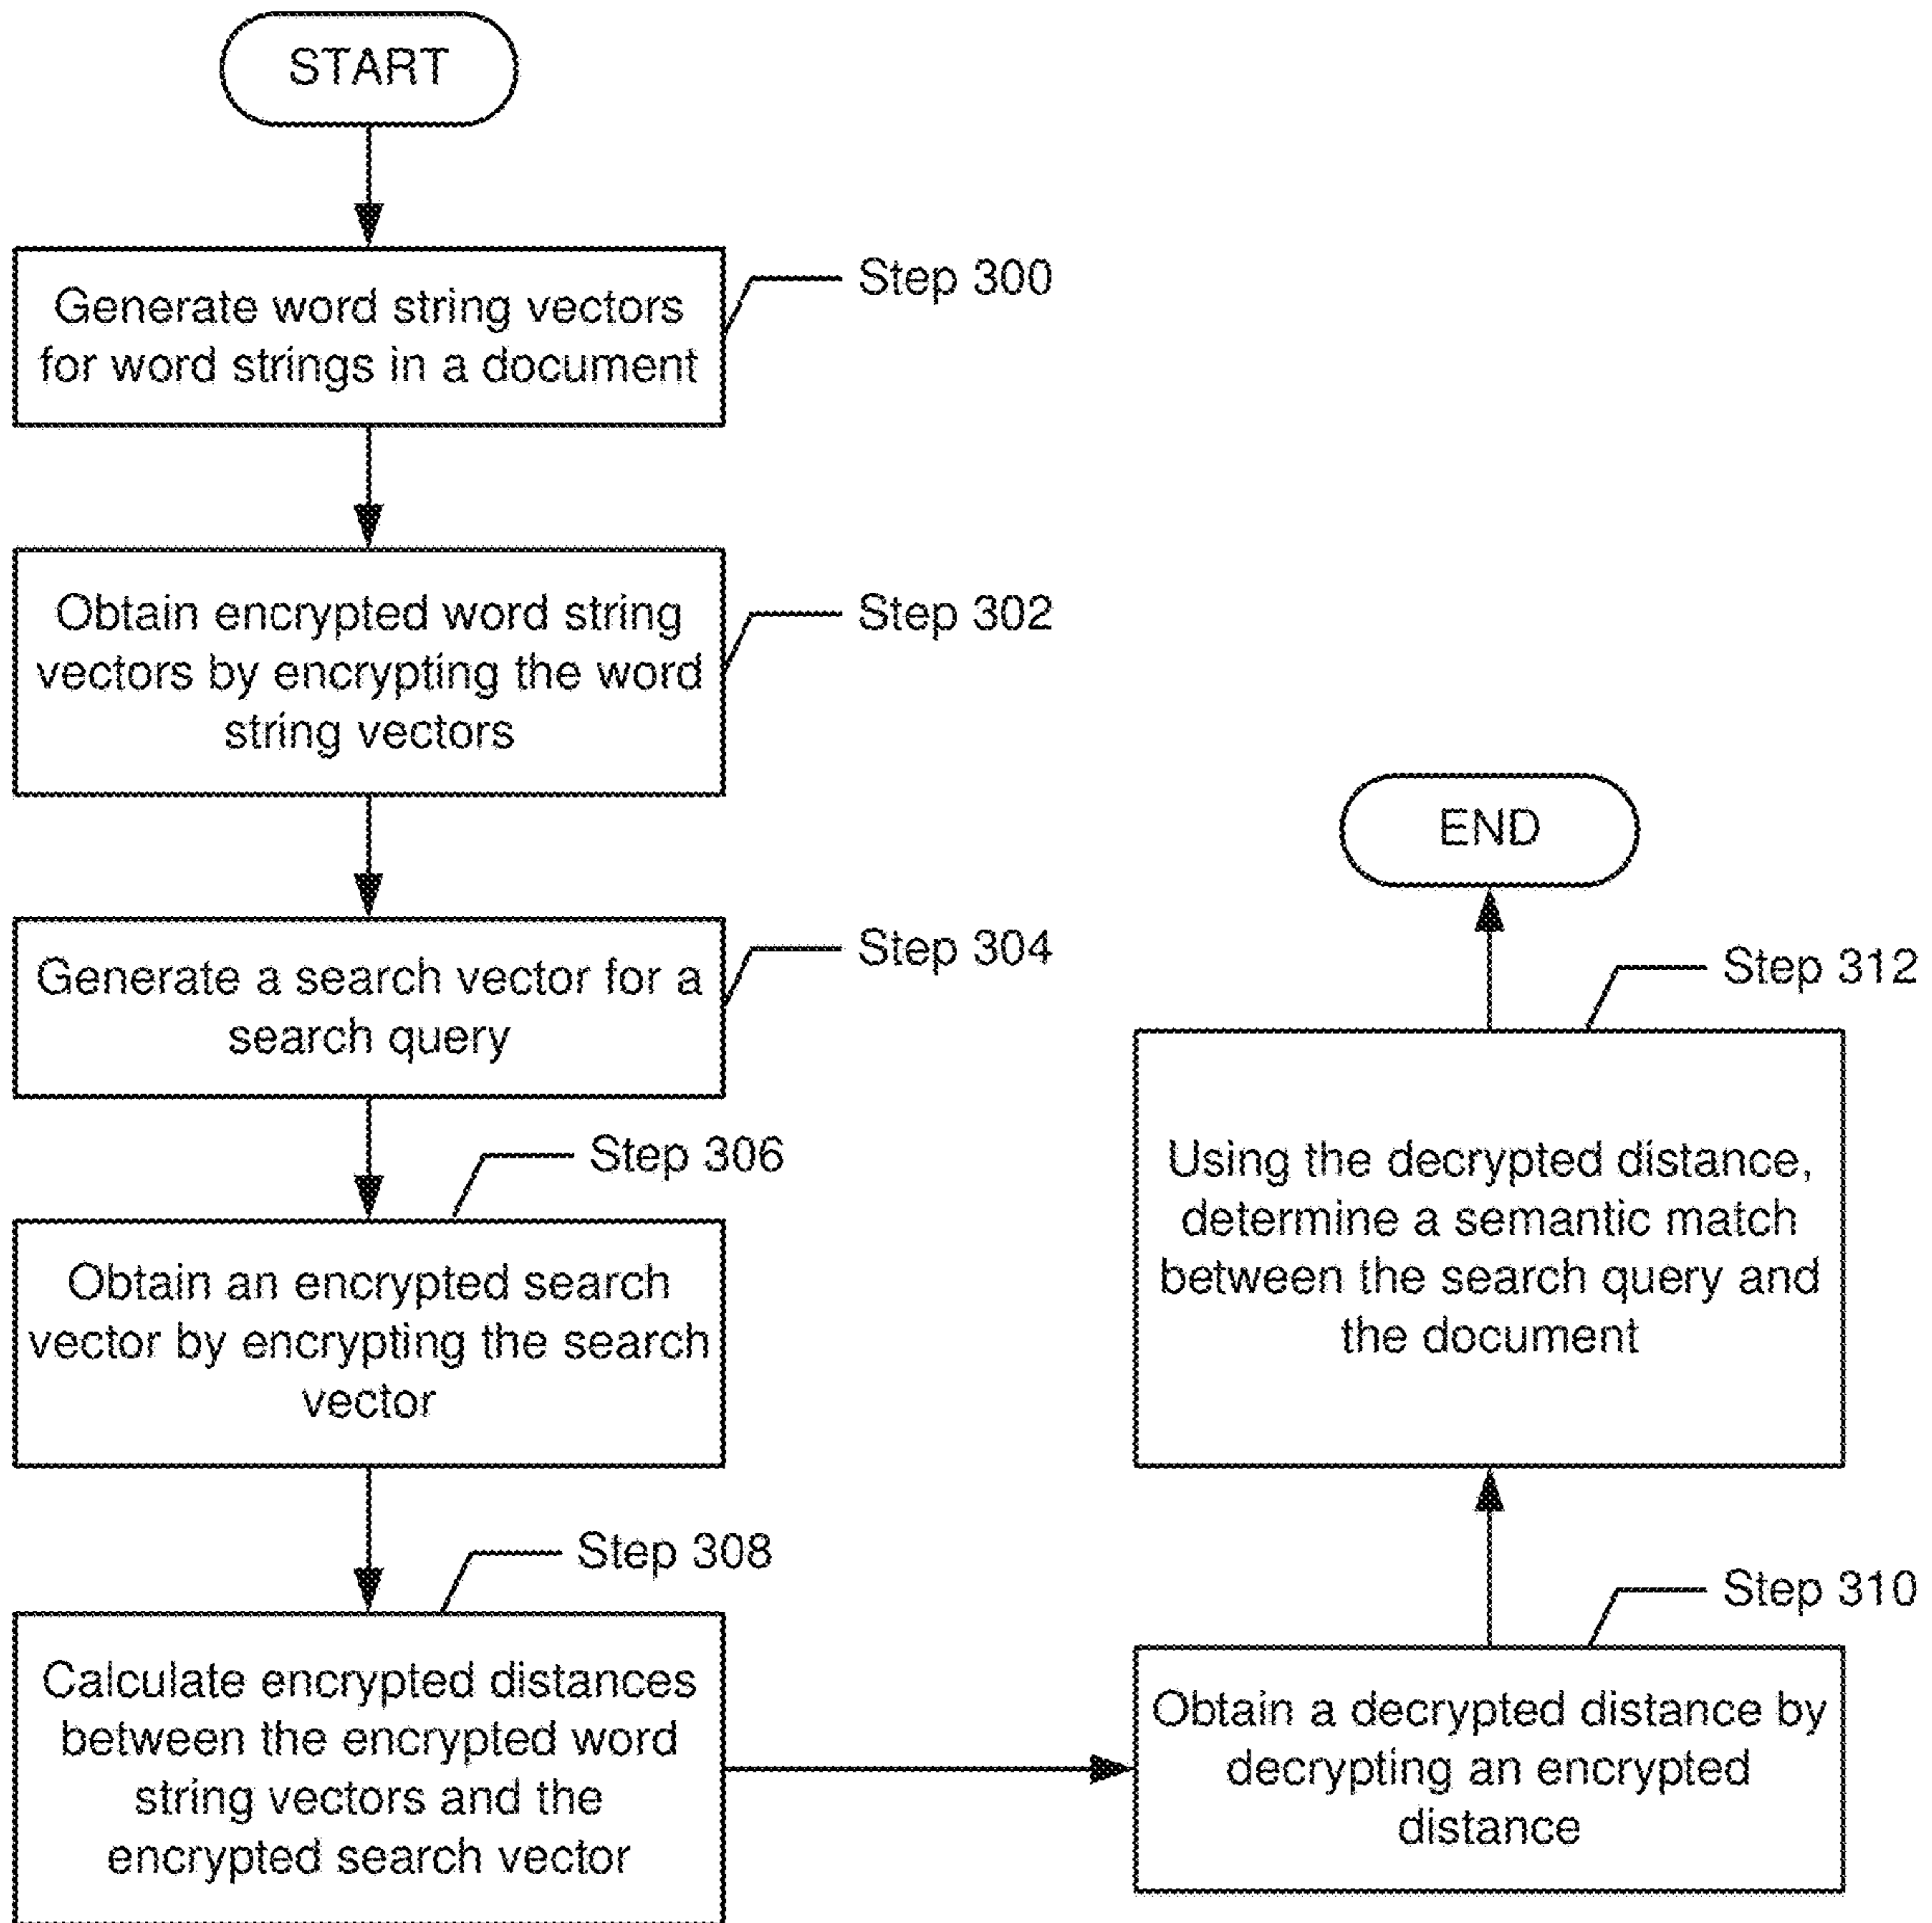 START
Generate word string vectors
for word strings in a document
Step 300
Obtain encrypted word string
vectors by encrypting the word
string vectors
Step 302
Generate a search vector for a
search query
Step 304
Step 306
Obtain an encrypted search
vector by encrypting the search
vector
Step 308
Calculate encrypted distances
between the encrypted word
string vectors and the
encrypted search vector
Step 310
Obtain a decrypted distance by
decrypting an encrypted
distance
Step 312
Using the decrypted distance,
determine a semantic match
between the search query and
the document
END